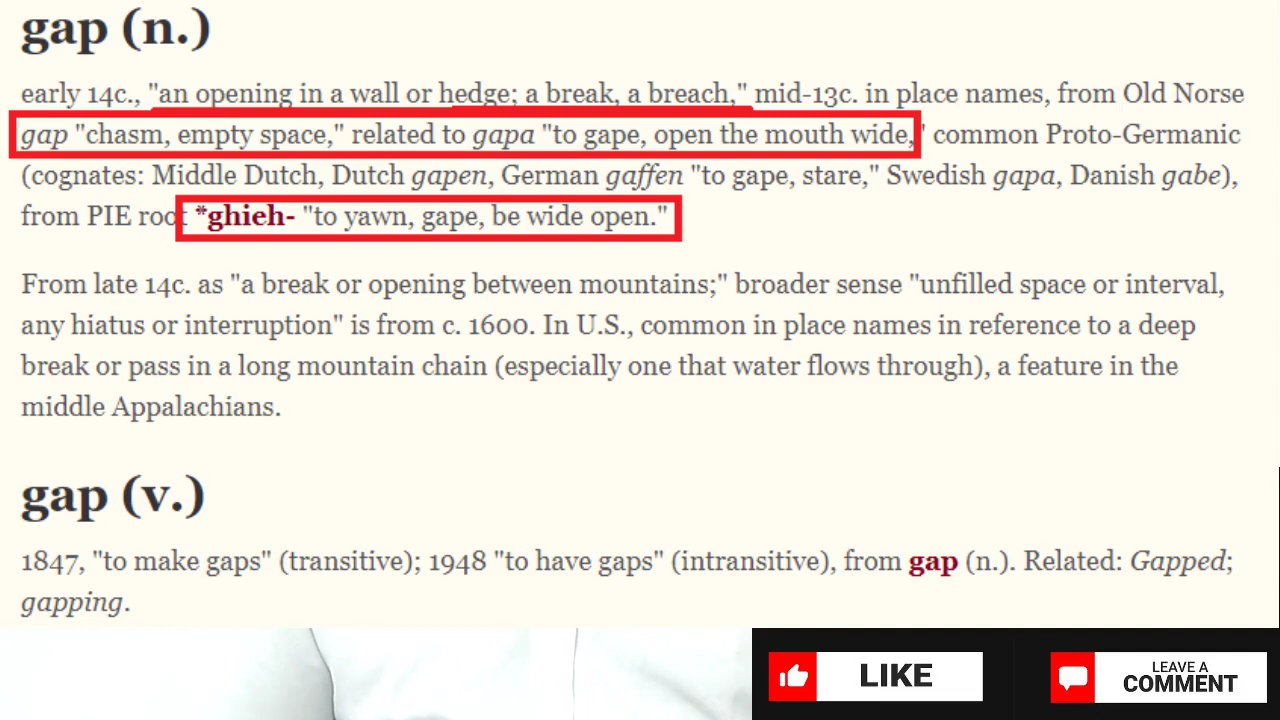 gap (n.)
early 14c., "an opening in a wall or hedge; a break, a breach," mid-13c. in place names, from Old Norse
gap "chasm, empty space," related to gapa "to gape, open the mouth wide," common Proto-Germanic
(cognates: Middle Dutch, Dutch gapen, German gaffen "to gape, stare," Swedish gapa, Danish gabe),
from PIE root *ghieh- "to yawn, gape, be wide open."
From late 14c. as "a break or opening between mountains;" broader sense "unfilled space or interval,
any hiatus or interruption" is from c. 1600. In U.S., common in place names in reference to a deep
break or pass in a long mountain chain (especially one that water flows through), a feature in the
middle Appalachians.
gap (v.)
1847, "to make gaps" (transitive); 1948 "to have gaps" (intransitive), from gap (n.). Related: Gapped;
gapping.
LIKE
LEAVE A
COMMENT